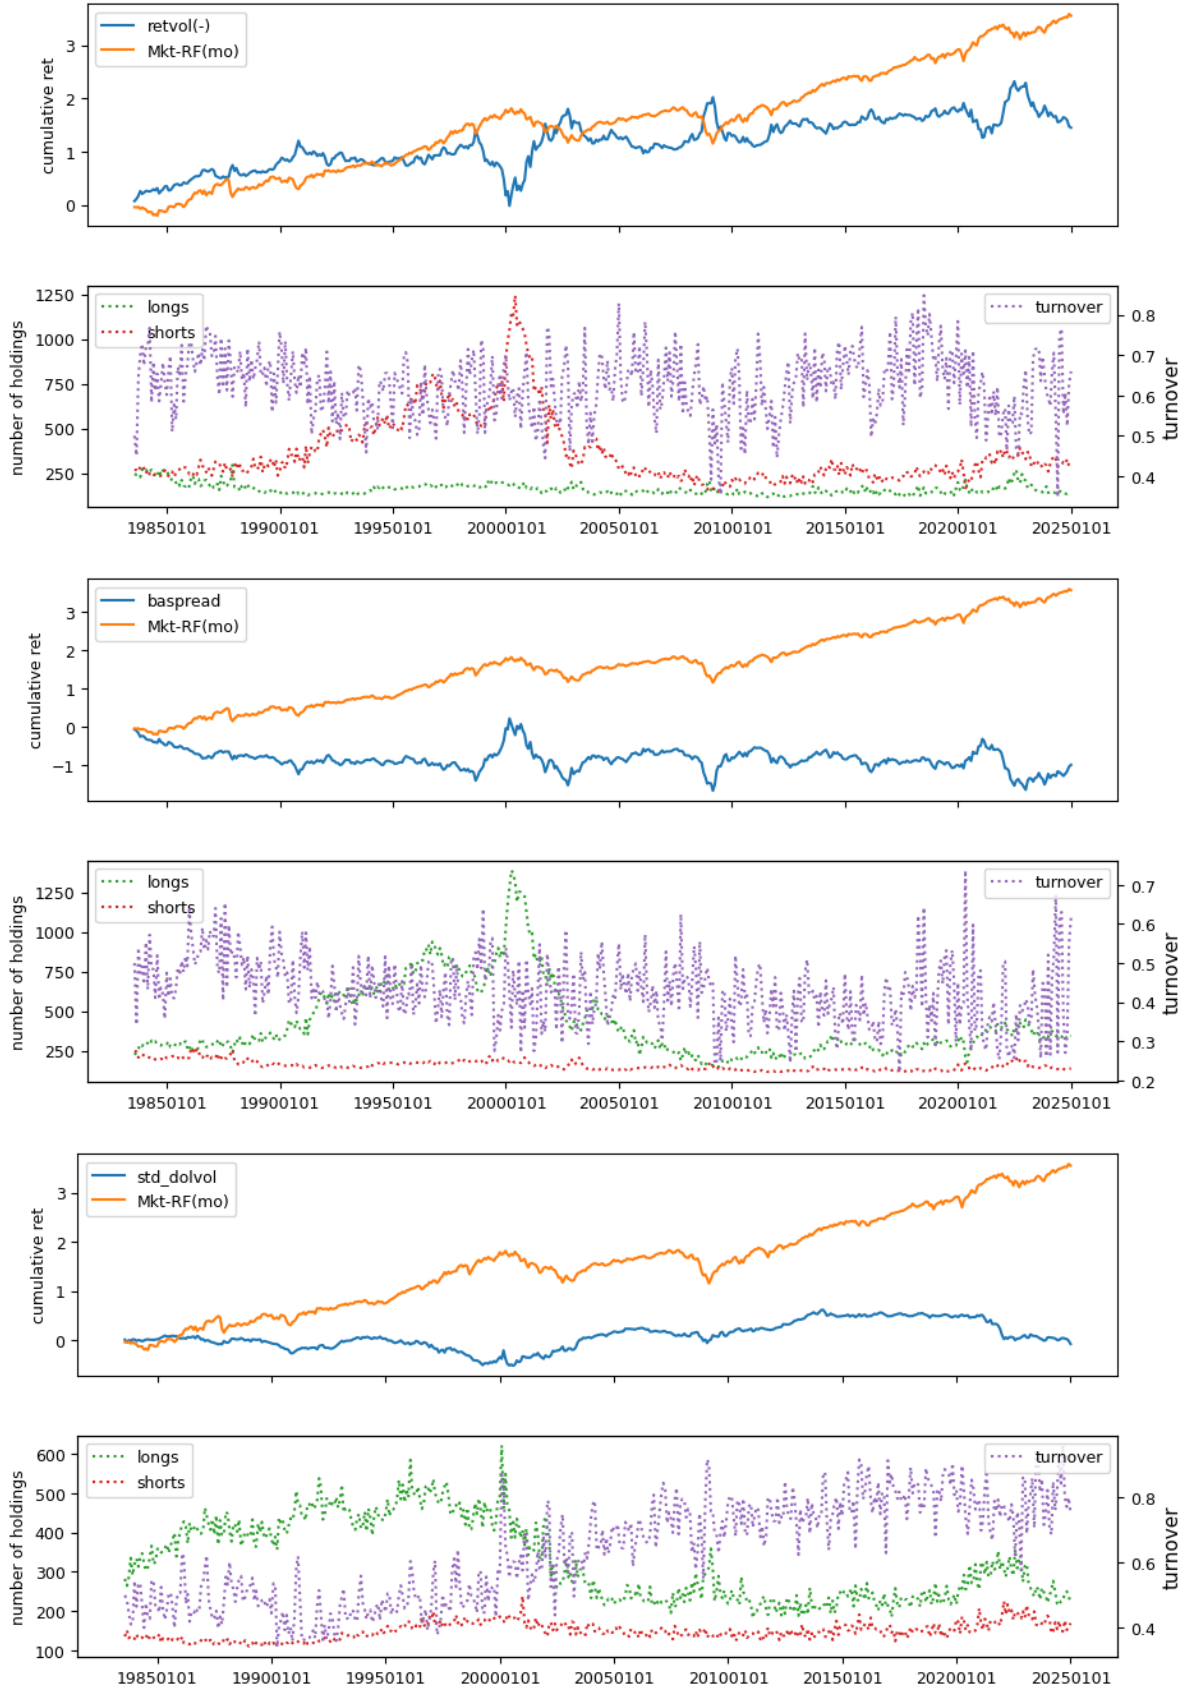 retvol(-)
Mkt-RF(mo)
cumulative ret
3
2
1
0
longs
shorts
turnover
number of holdings
1250
1000
750
500
250
0.8
0.7
0.6
0.5
0.4
turnover
19850101 19900101 19950101 20000101 20050101 20100101 20150101 20200101 20250101
baspread
Mkt-RF(mo)
cumulative ret
3
2
1
0
−1
longs
shorts
turnover
number of holdings
1250
1000
750
500
250
0.7
0.6
0.5
0.4
0.3
0.2
turnover
19850101 19900101 19950101 20000101 20050101 20100101 20150101 20200101 20250101
std_dolvol
Mkt-RF(mo)
cumulative ret
3
2
1
0
longs
shorts
turnover
number of holdings
600
500
400
300
200
100
0.8
0.6
0.4
turnover
19850101 19900101 19950101 20000101 20050101 20100101 20150101 20200101 20250101